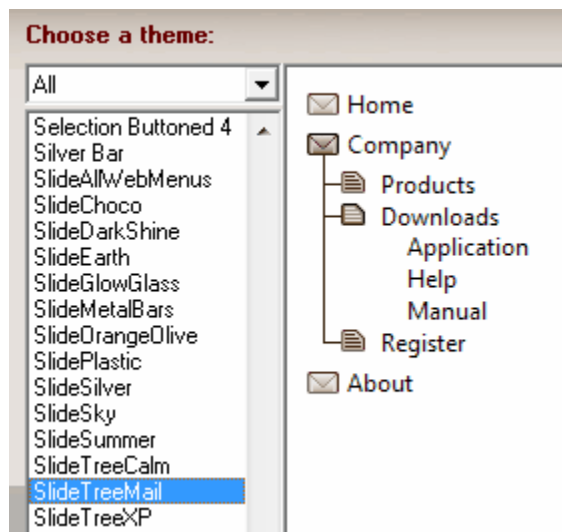 Choose a theme:
All
Selection Buttoned 4
Silver Bar
SlideAllWebMenus
SlideChoco
SlideDarkShine
SlideEarth
SlideGlowGlass
SlideMetalBars
SlideOrangeOlive
SlidePlastic
SlideSilver
SlideSky
SlideSummer
SlideTreeCalm
SlideTreeMail
SlideTreeXP
Home
Company
Products
Downloads
Application
Help
Manual
Register
About